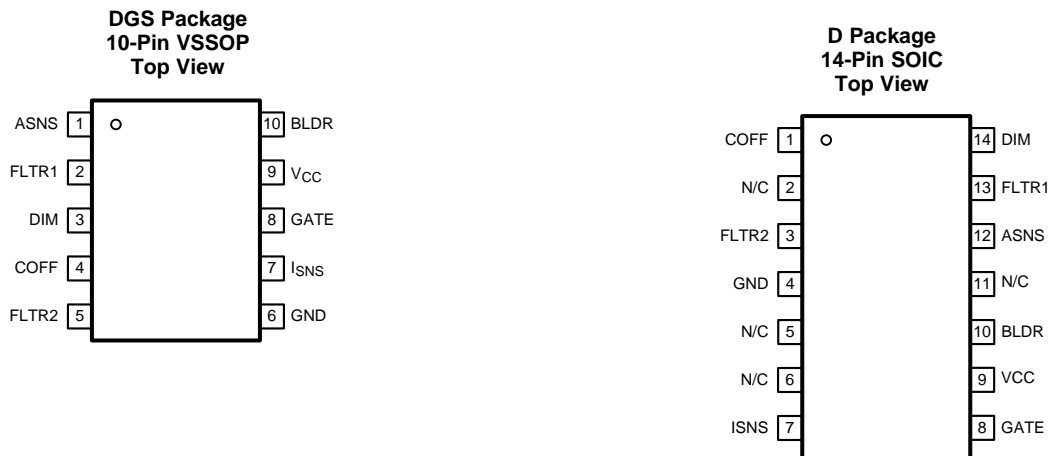 DGS Package
10-Pin VSSOP
Top View
ASNS 1 10 BLDR
FLTR1 2 9 VCC
DIM 3 8 GATE
COFF 4 7 ISNS
FLTR2 5 6 GND
D Package
14-Pin SOIC
Top View
COFF 1 14 DIM
N/C 2 13 FLTR1
FLTR2 3 12 ASNS
GND 4 11 N/C
N/C 5 10 BLDR
N/C 6 9 VCC
ISNS 7 8 GATE